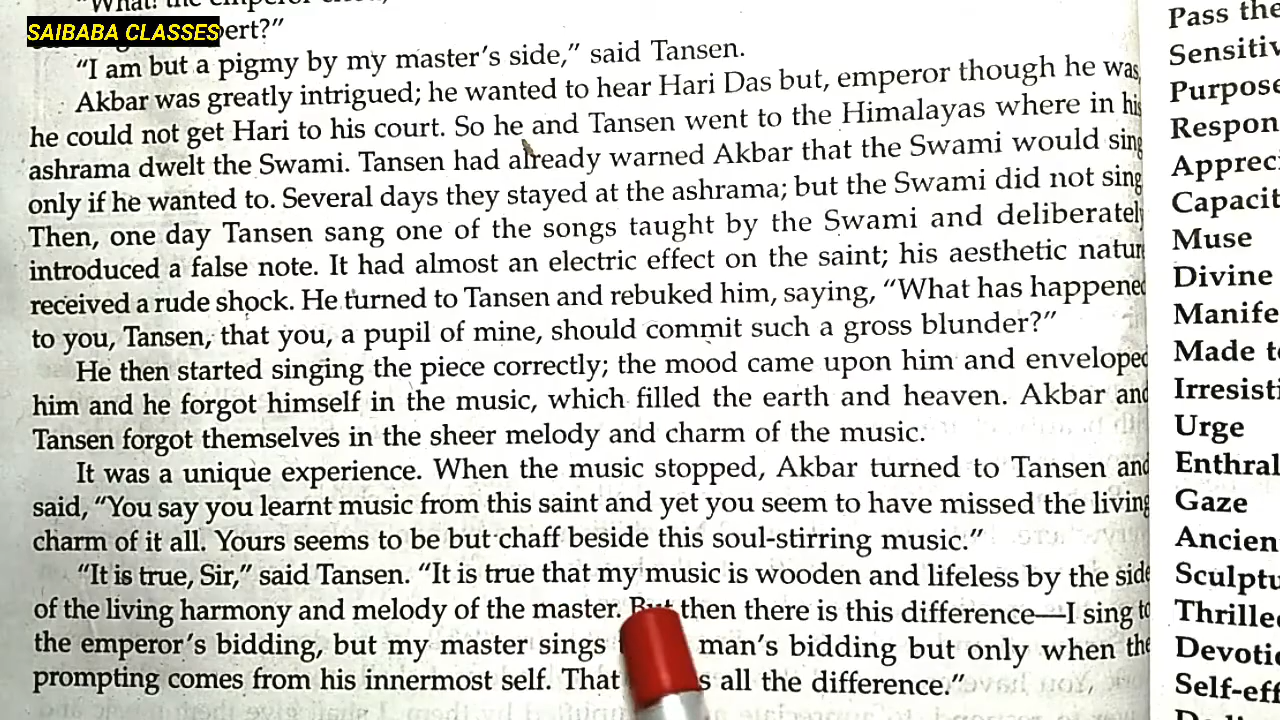 "What! the emperor
SAIBABA CLASSES
"I am but a pigmy by my master's side," said Tansen.
Akbar was greatly intrigued; he wanted to hear Hari Das but, emperor though he was
he could not get Hari to his court. So he and Tansen went to the Himalayas where in his
ashrama dwelt the Swami. Tansen had already warned Akbar that the Swami would sing
only if he wanted to. Several days they stayed at the ashrama; but the Swami did not sing
Then, one day Tansen sang one of the songs taught by the Swami and deliberatel
introduced a false note. It had almost an electric effect on the saint; his aesthetic natur
received a rude shock. He turned to Tansen and rebuked him, saying, "What has happened
to you, Tansen, that you, a pupil of mine, should commit such a gross blunder?"
He then started singing the piece correctly; the mood came upon him and enveloped
him and he forgot himself in the music, which filled the earth and heaven. Akbar and
Tansen forgot themselves in the sheer melody and charm of the music.
It was a unique experience. When the music stopped, Akbar turned to Tansen and
said, "You say you learnt music from this saint and yet you seem to have missed the living
charm of it all. Yours seems to be but chaff beside this soul-stirring music."
"It is true, Sir," said Tansen. "It is true that my music is wooden and lifeless by the side
of the living harmony and melody of the master. But then there is this difference—I sing to
the emperor's bidding, but my master sings man's bidding but only when the
prompting comes from his innermost self. That all the difference."
Pass the
Sensitiv
Purpose
Respon
Appreci
Capacit
Muse
Divine
Manife
Made to
Irresisti
Urge
Enthral
Gaze
Ancien
Sculptu
Thrille
Devotio
Self-eff